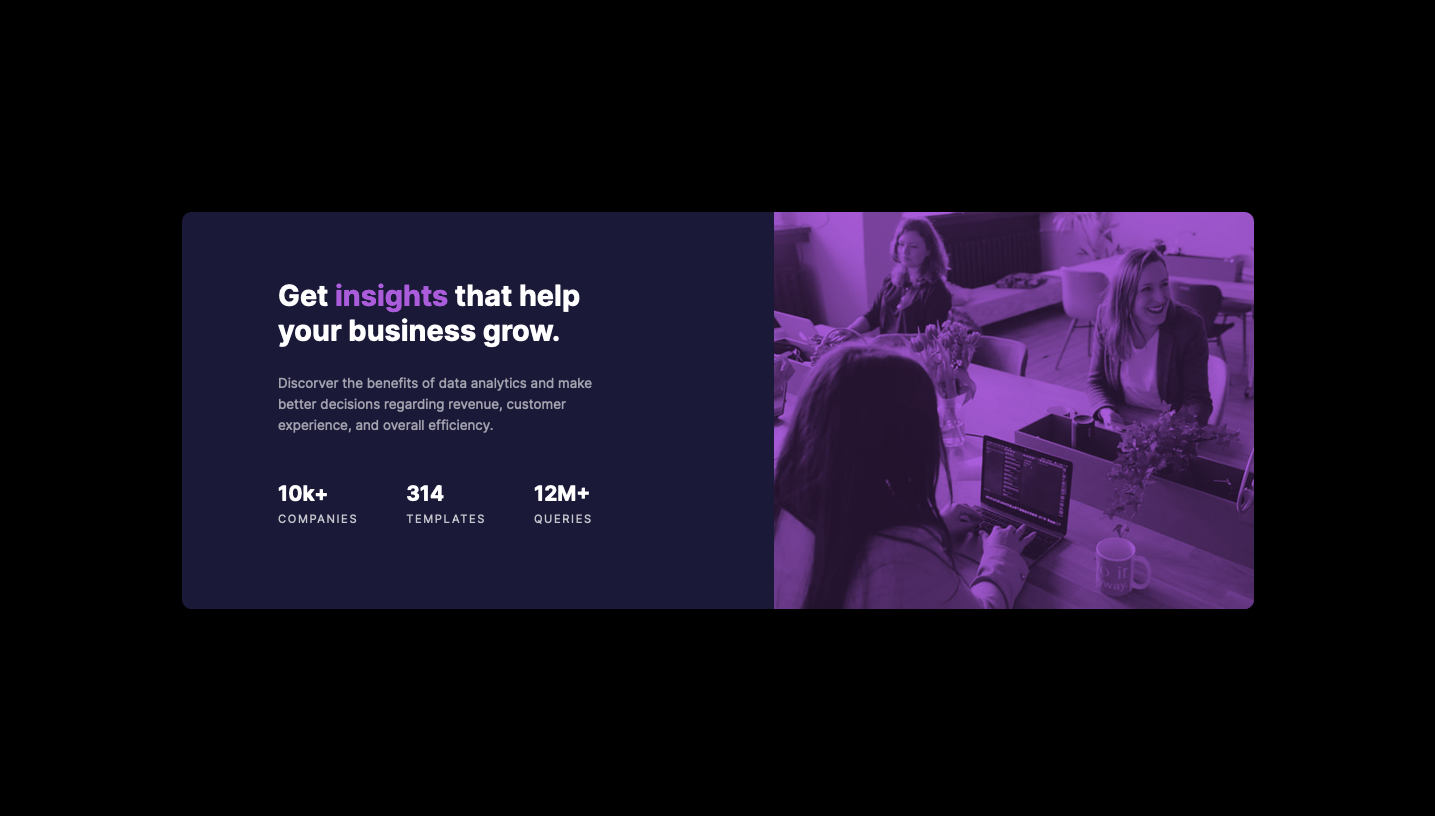 Get insights that help
your business grow.
Discorver the benefits of data analytics and make
better decisions regarding revenue, customer
experience, and overall efficiency.
10k+ 314 12M+
COMPANIES TEMPLATES QUERIES